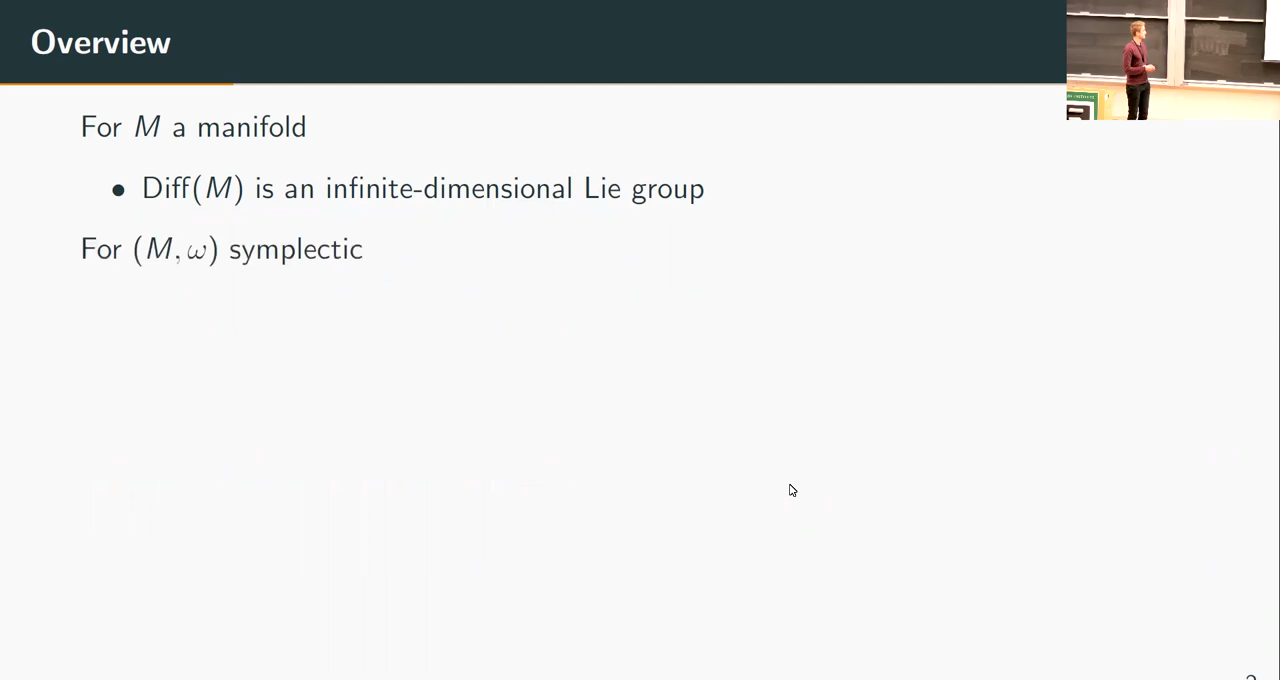 Overview
For M a manifold
• Diff(M) is an infinite-dimensional Lie group
For (M, ω) symplectic